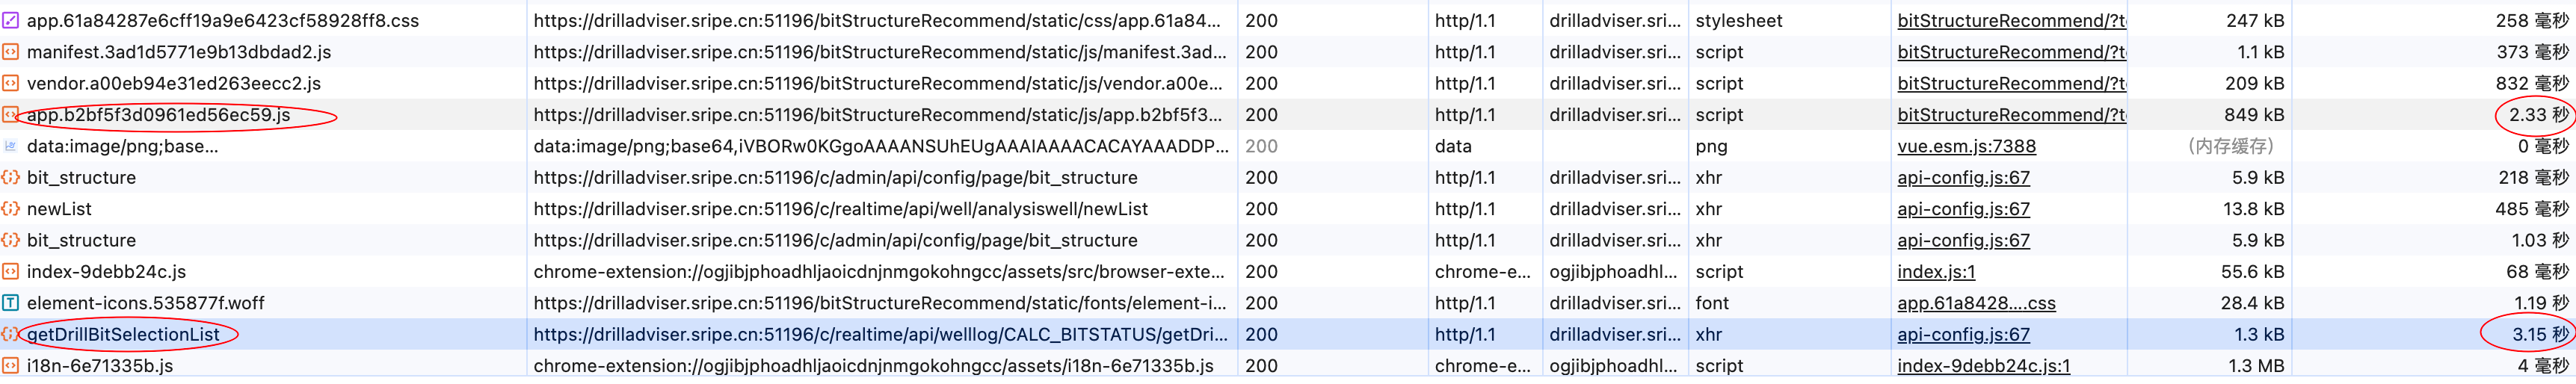 app.61a84287e6cff19a9e6423cf58928ff8.css https://drilladviser.sripe.cn:51196/bitStructureRecommend/static/css/app.61a84... 200 http/1.1 drilladviser.sri... stylesheet bitStructureRecommend/?t 247 kB 258 毫秒
manifest.3ad1d5771e9b13dbdad2.js https://drilladviser.sripe.cn:51196/bitStructureRecommend/static/js/manifest.3ad... 200 http/1.1 drilladviser.sri... script bitStructureRecommend/?t 1.1 kB 373 毫秒
vendor.a00eb94e31ed263eecc2.js https://drilladviser.sripe.cn:51196/bitStructureRecommend/static/js/vendor.a00e... 200 http/1.1 drilladviser.sri... script bitStructureRecommend/?t 209 kB 832 毫秒
app.b2bf5f3d0961ed56ec59.js https://drilladviser.sripe.cn:51196/bitStructureRecommend/static/js/app.b2bf5f3... 200 http/1.1 drilladviser.sri... script bitStructureRecommend/?t 849 kB 2.33 秒
data:image/png;base... data:image/png;base64,iVBORw0KGgoAAAANSUhEUgAAAIAAAACACAYAAADDP... 200 data png vue.esm.js:7388 （内存缓存） 0 毫秒
bit_structure https://drilladviser.sripe.cn:51196/c/admin/api/config/page/bit_structure 200 http/1.1 drilladviser.sri... xhr api-config.js:67 5.9 kB 218 毫秒
newList https://drilladviser.sripe.cn:51196/c/realtime/api/well/analysiswell/newList 200 http/1.1 drilladviser.sri... xhr api-config.js:67 13.8 kB 485 毫秒
bit_structure https://drilladviser.sripe.cn:51196/c/admin/api/config/page/bit_structure 200 http/1.1 drilladviser.sri... xhr api-config.js:67 5.9 kB 1.03 秒
index-9debb24c.js chrome-extension://ogjibjphoadhljaoicdnjnmgokohngcc/assets/src/browser-exte... 200 chrome-e... ogjibjphoadhl... script index.js:1 55.6 kB 68 毫秒
element-icons.535877f.woff https://drilladviser.sripe.cn:51196/bitStructureRecommend/static/fonts/element-i... 200 http/1.1 drilladviser.sri... font app.61a8428....css 28.4 kB 1.19 秒
getDrillBitSelectionList https://drilladviser.sripe.cn:51196/c/realtime/api/welllog/CALC_BITSTATUS/getDri... 200 http/1.1 drilladviser.sri... xhr api-config.js:67 1.3 kB 3.15 秒
i18n-6e71335b.js chrome-extension://ogjibjphoadhljaoicdnjnmgokohngcc/assets/i18n-6e71335b.js 200 chrome-e... ogjibjphoadhl... script index-9debb24c.js:1 1.3 MB 4 毫秒